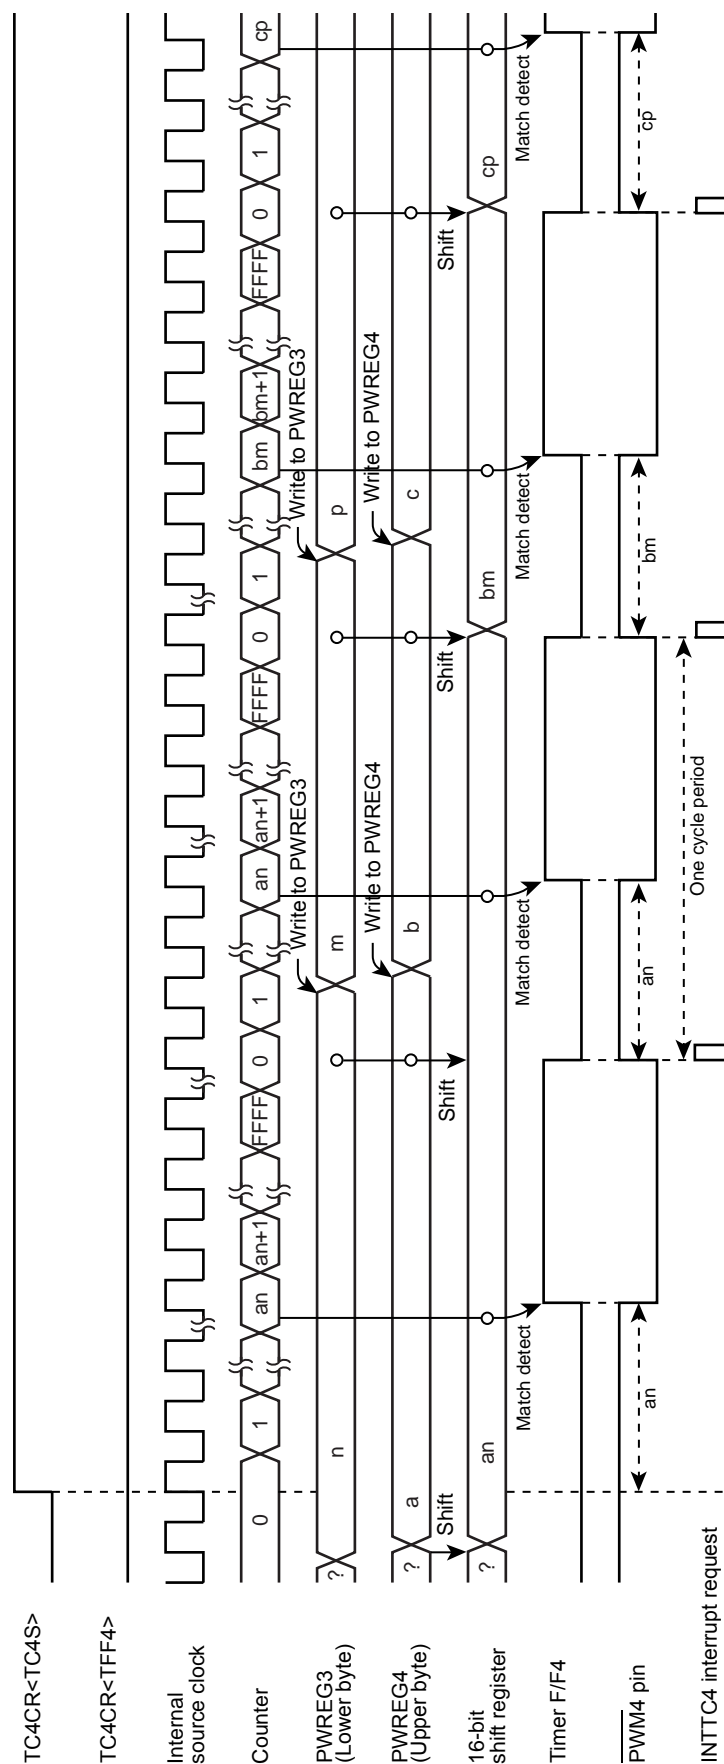 TC4CR<TC4S>
TC4CR<TFF4>
Internal
source clock
Counter
0
1
an
an+1
FFFF
0
1
an
an+1
FFFF
0
1
bm
bm+1
FFFF
0
1
cp
Write to PWREG3
Write to PWREG3
PWREG3
(Lower byte)
?
n
m
p
Write to PWREG4
Write to PWREG4
PWREG4
(Upper byte)
?
a
b
c
Shift
Shift
Shift
Shift
16-bit
shift register
?
an
bm
cp
Match detect
Match detect
Match detect
Match detect
Timer F/F4
PWM4 pin
an
an
bm
cp
One cycle period
INTTC4 interrupt request